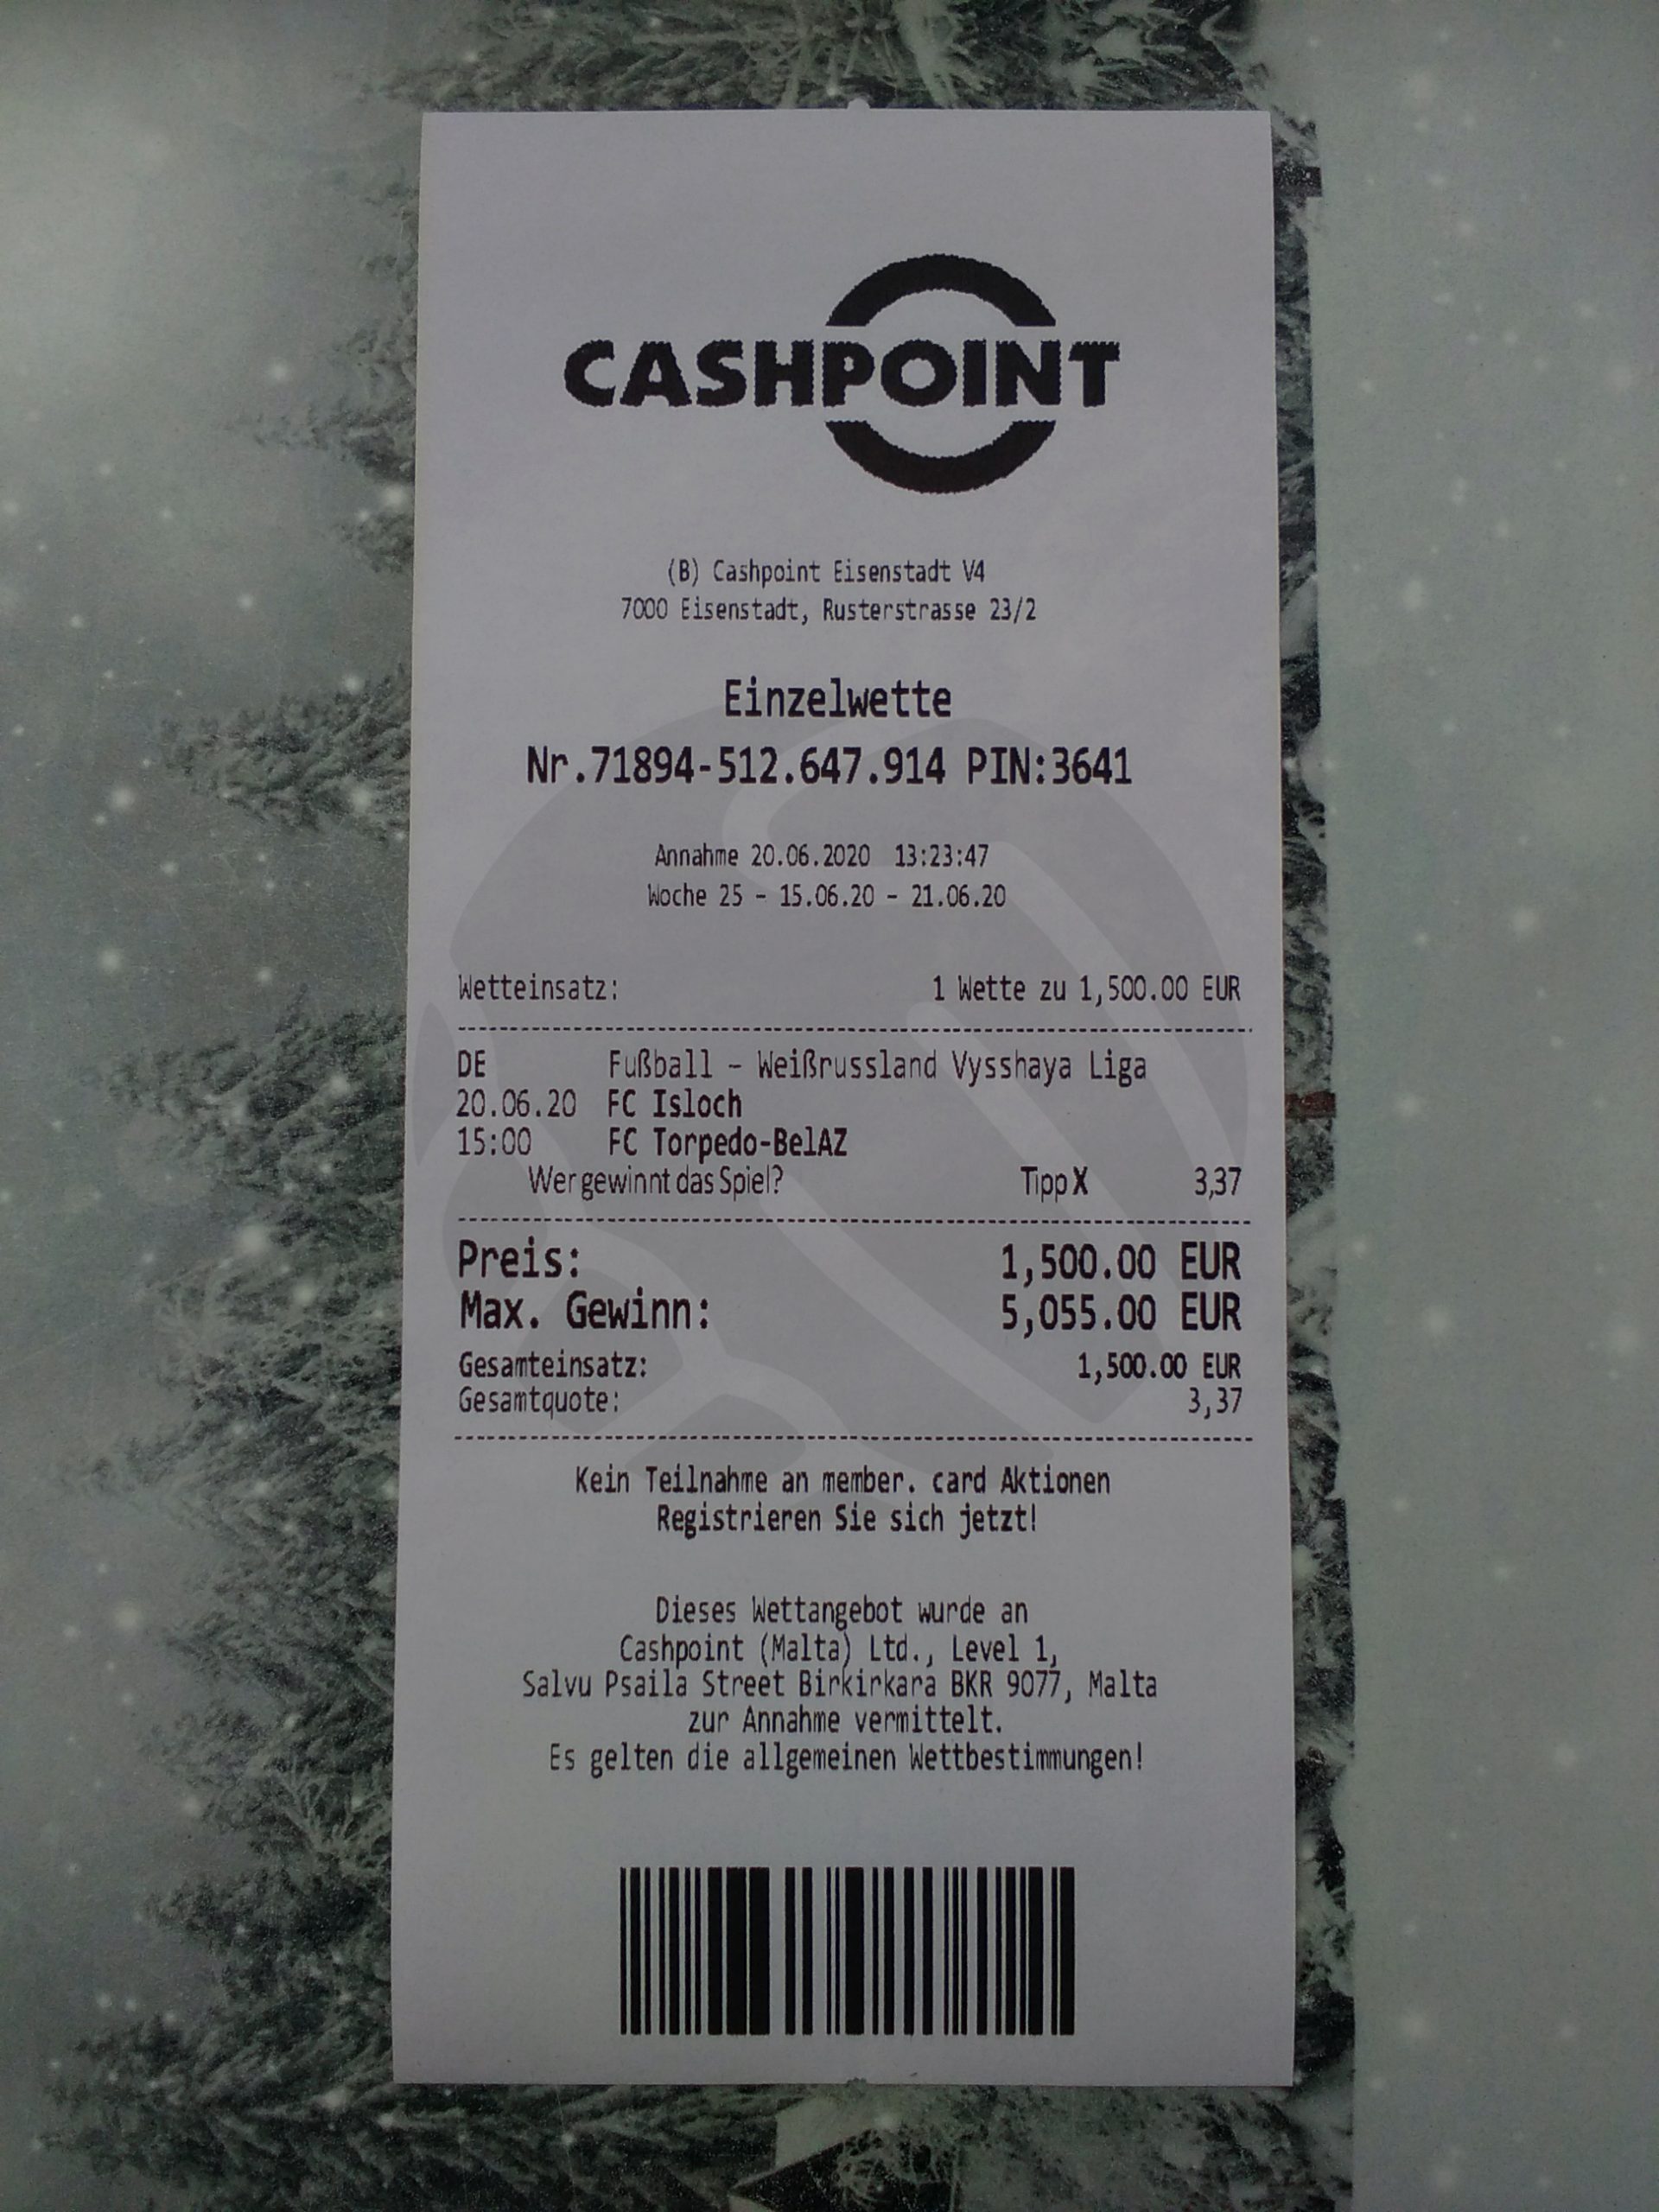 CASHPOINT
(B) Cashpoint Eisenstadt V4
7000 Eisenstadt, Rusterstrasse 23/2
Einzelwette
Nr.71894-512.647.914 PIN:3641
Annahme 20.06.2020 13:23:47
Woche 25 - 15.06.20 - 21.06.20
Wetteinsatz: 1 Wette zu 1,500.00 EUR
DE Fußball - Weißrussland Vysshaya Liga
20.06.20 FC Isloch
15:00 FC Torpedo-BelAZ
Wer gewinnt das Spiel? Tipp X 3,37
Preis: 1,500.00 EUR
Max. Gewinn: 5,055.00 EUR
Gesamteinsatz: 1,500.00 EUR
Gesamtquote: 3,37
Kein Teilnahme an member. card Aktionen
Registrieren Sie sich jetzt!
Dieses Wettangebot wurde an
Cashpoint (Malta) Ltd., Level 1,
Salvu Psaila Street Birkirkara BKR 9077, Malta
zur Annahme vermittelt.
Es gelten die allgemeinen Wettbestimmungen!